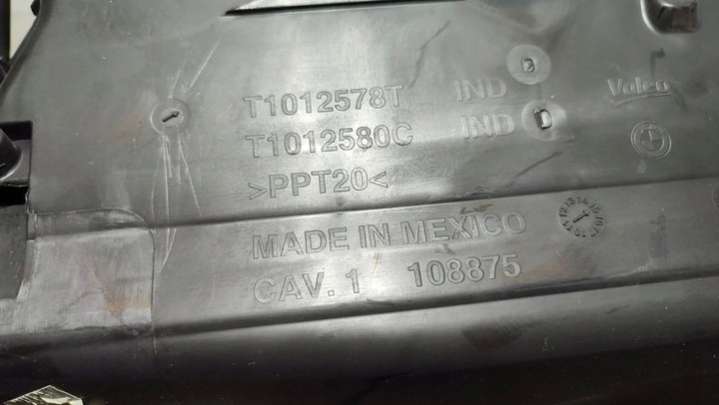 T1012578T IND Valeo
T1012580C IND
>PPT20<
MADE IN MEXICO
CAV. 1 108875